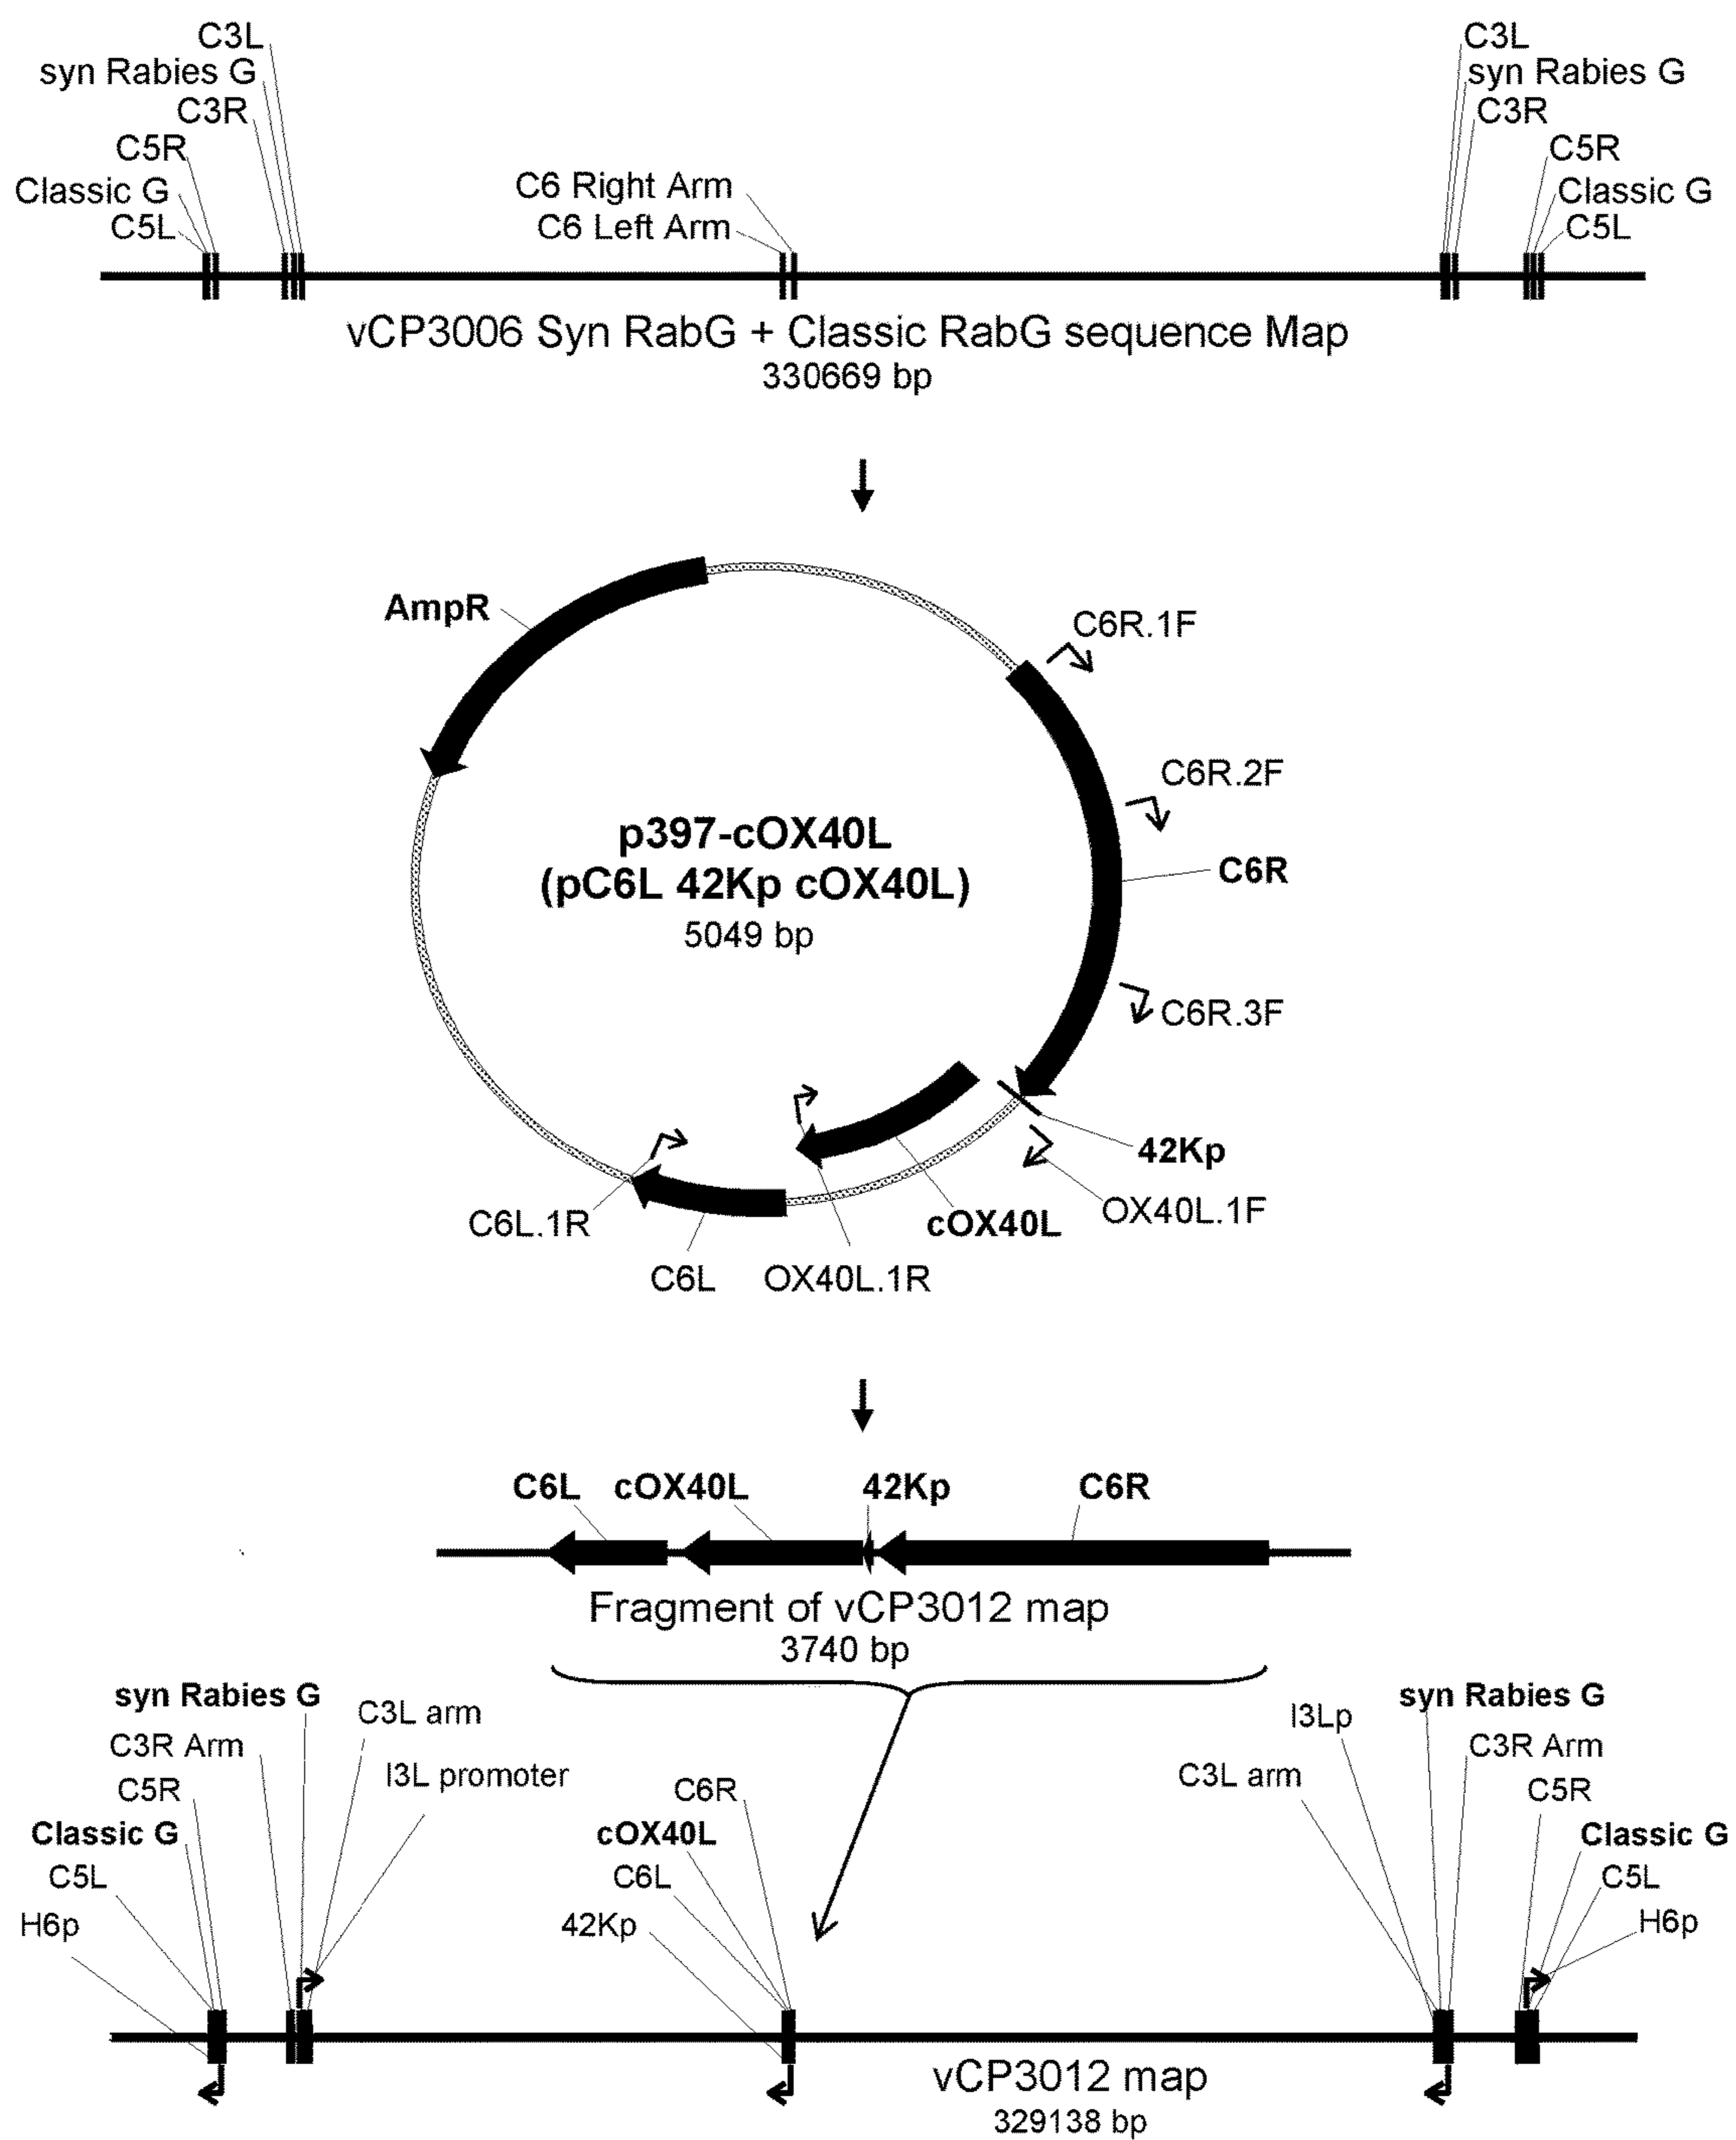 C3L
syn Rabies G
C3R
C5R
Classic G
C5L
C6 Right Arm
C6 Left Arm
C3L
syn Rabies G
C3R
C5R
Classic G
C5L
vCP3006 Syn RabG + Classic RabG sequence Map
330669 bp
AmpR
C6R.1F
C6R.2F
C6R
C6R.3F
p397-cOX40L
(pC6L 42Kp cOX40L)
5049 bp
42Kp
OX40L.1F
cOX40L
C6L.1R
C6L
OX40L.1R
C6L
cOX40L
42Kp
C6R
Fragment of vCP3012 map
3740 bp
syn Rabies G
C3L arm
C3R Arm
I3L promoter
C5R
Classic G
C5L
H6p
C6R
cOX40L
C6L
42Kp
syn Rabies G
I3Lp
C3R Arm
C3L arm
C5R
Classic G
C5L
H6p
vCP3012 map
329138 bp